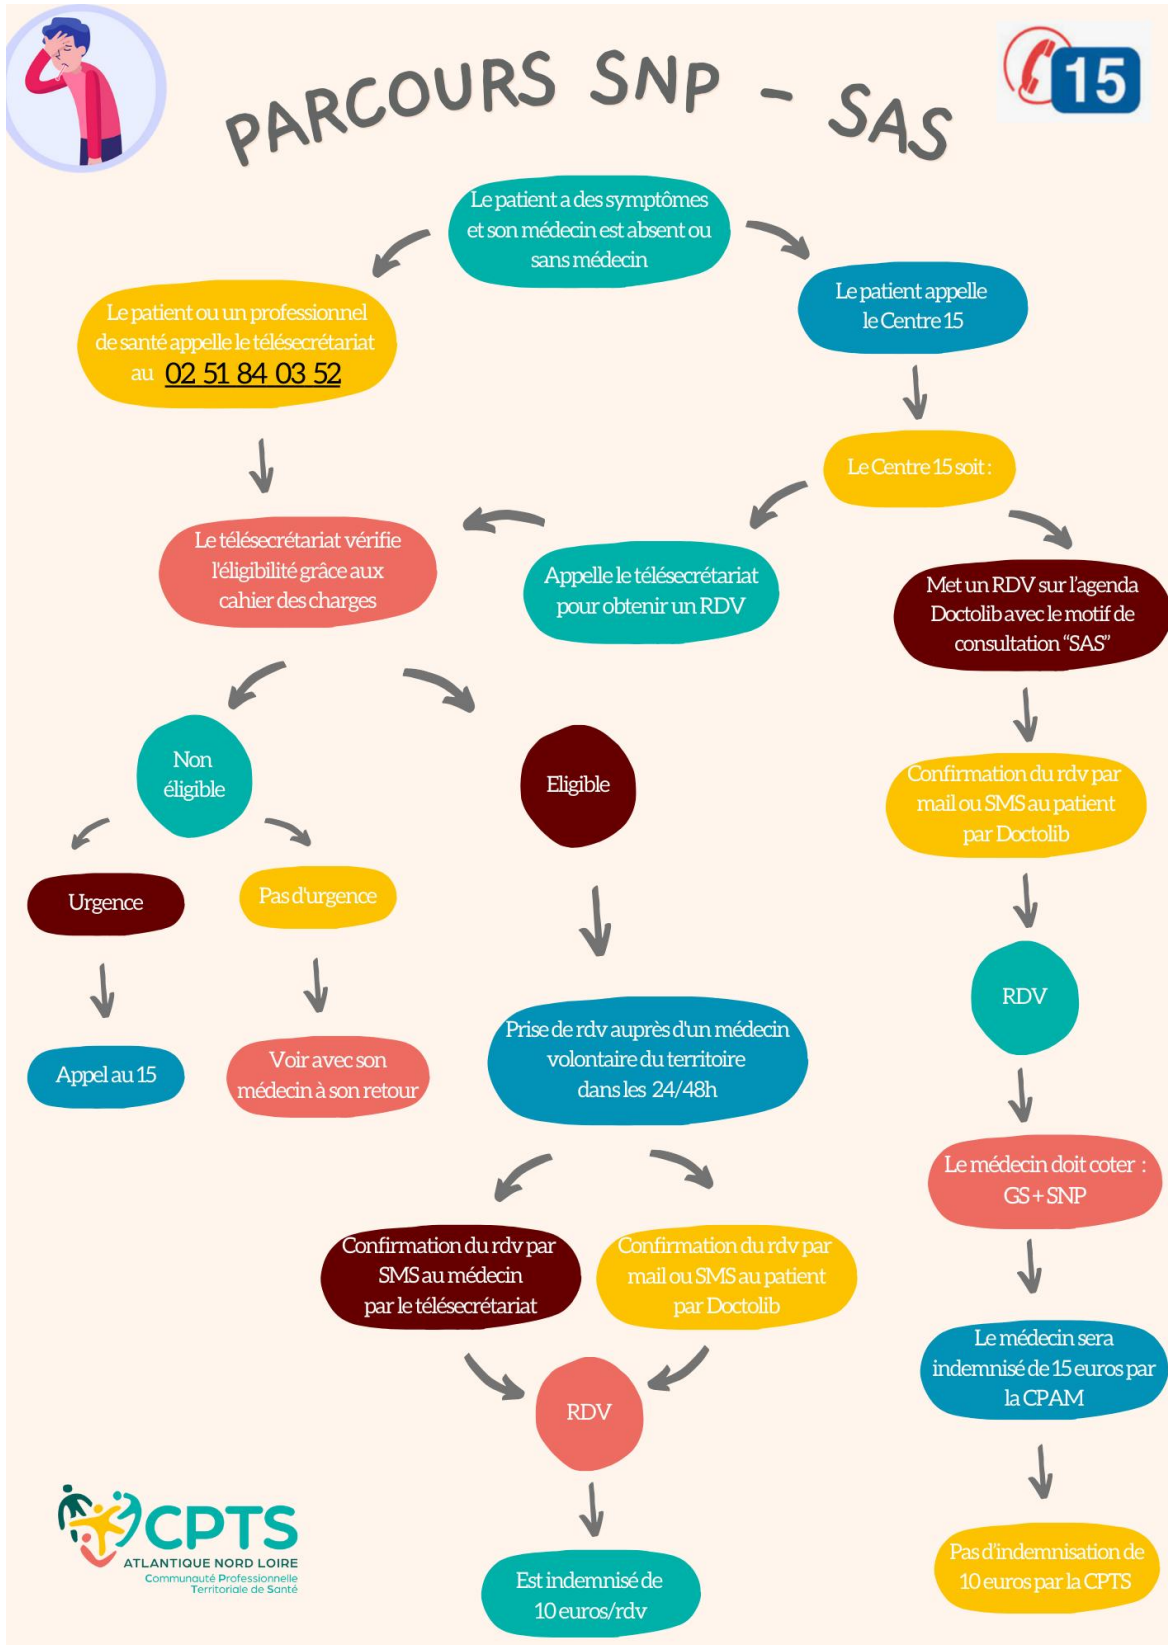 PARCOURS SNP - SAS
15
Le patient a des symptômes
et son médecin est absent ou
sans médecin
Le patient ou un professionnel
de santé appelle le télésecrétariat
au 02 51 84 03 52
Le patient appelle
le Centre 15
Le Centre 15 soit :
Le télésecrétariat vérifie
l'éligibilité grâce aux
cahier des charges
Appelle le télésecrétariat
pour obtenir un RDV
Met un RDV sur l'agenda
Doctolib avec le motif de
consultation “SAS”
Non
éligible
Eligible
Confirmation du rdv par
mail ou SMS au patient
par Doctolib
Urgence
Pas d'urgence
RDV
Appel au 15
Voir avec son
médecin à son retour
Prise de rdv auprès d'un médecin
volontaire du territoire
dans les 24/48h
Le médecin doit coter :
GS + SNP
Confirmation du rdv par
SMS au médecin
par le télésecrétariat
Confirmation du rdv par
mail ou SMS au patient
par Doctolib
Le médecin sera
indemnisé de 15 euros par
la CPAM
RDV
Est indemnisé de
10 euros/rdv
Pas d'indemnisation de
10 euros par la CPTS
CPTS
ATLANTIQUE NORD LOIRE
Communauté Professionnelle
Territoriale de Santé